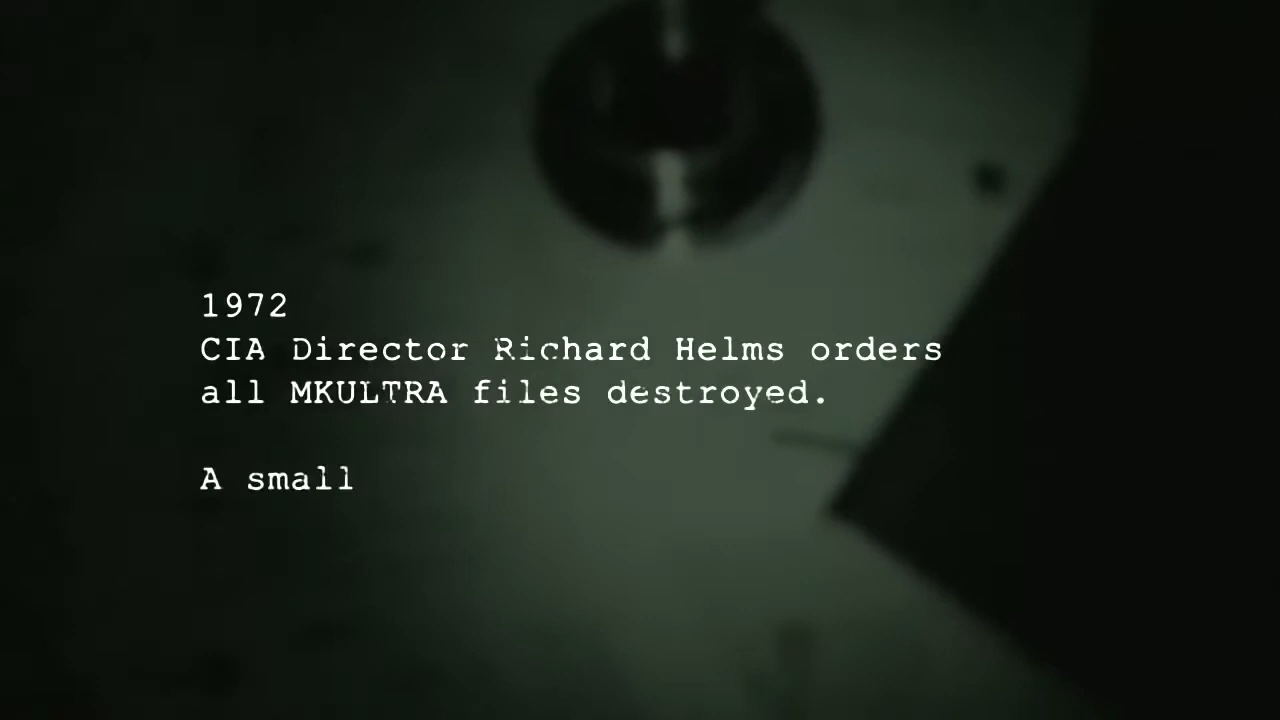 1972
CIA Director Richard Helms orders
all MKULTRA files destroyed.
A small